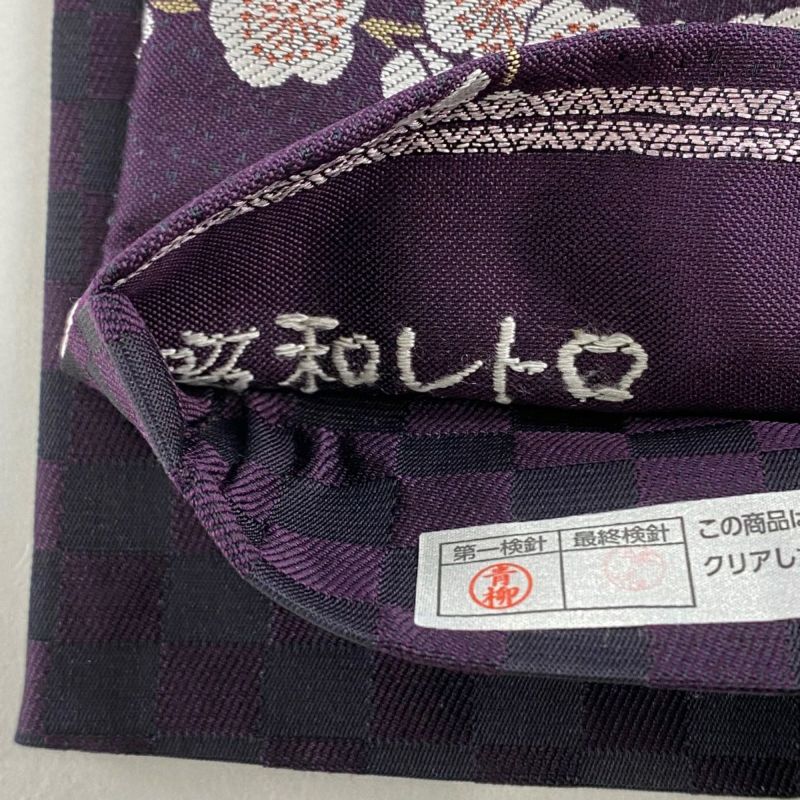 昭和レトロ
第一検針
最終検針
この商品は
クリアし
青柳